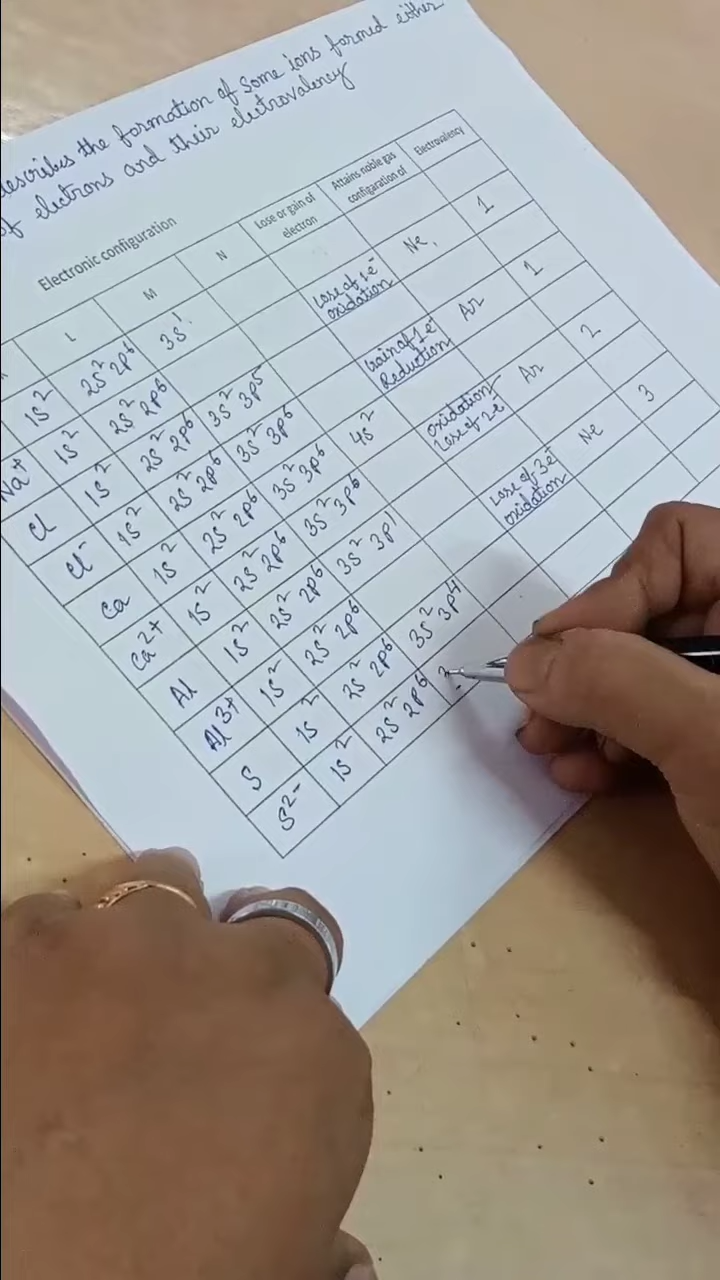 describes the formation of some ions formed either
of electrons and their electrovalency
Electronic configuration
L M N Lose or gain of electron Attains noble gas configaration of Electrovalency
1s² 2s² 2p⁶ 3s¹
Na⁺ 1s² 2s² 2p⁶ Lose of 1e⁻ oxidation Ne 1
Cl 1s² 2s² 2p⁶ 3s² 3p⁵
Cl⁻ 1s² 2s² 2p⁶ 3s² 3p⁶ Gain of 1e⁻ Reduction Ar 1
Ca 1s² 2s² 2p⁶ 3s² 3p⁶ 4s²
Ca²⁺ 1s² 2s² 2p⁶ 3s² 3p⁶ oxidation Lose of 2e⁻ Ar 2
Al 1s² 2s² 2p⁶ 3s² 3p¹
Al³⁺ 1s² 2s² 2p⁶ Lose of 3e⁻ oxidation Ne 3
S 1s² 2s² 2p⁶ 3s² 3p⁴
S²⁻ 1s² 2s² 2p⁶